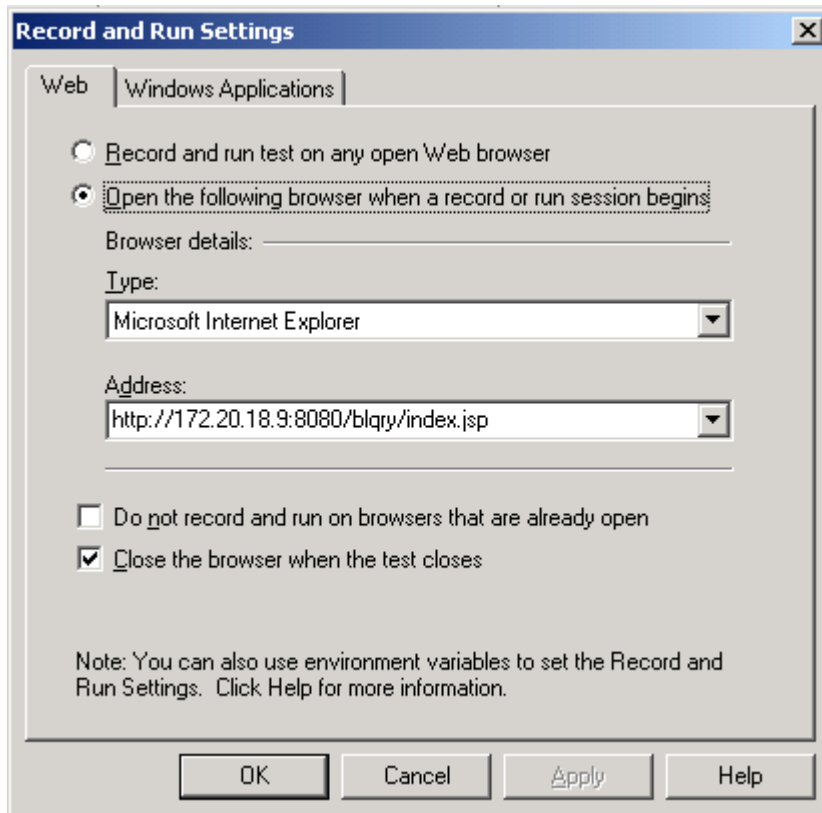 Record and Run Settings
Web
Windows Applications
Record and run test on any open Web browser
Open the following browser when a record or run session begins
Browser details:
Type:
Microsoft Internet Explorer
Address:
http://172.20.18.9:8080/blqry/index.jsp
Do not record and run on browsers that are already open
Close the browser when the test closes
Note: You can also use environment variables to set the Record and
Run Settings.  Click Help for more information.
OK
Cancel
Apply
Help